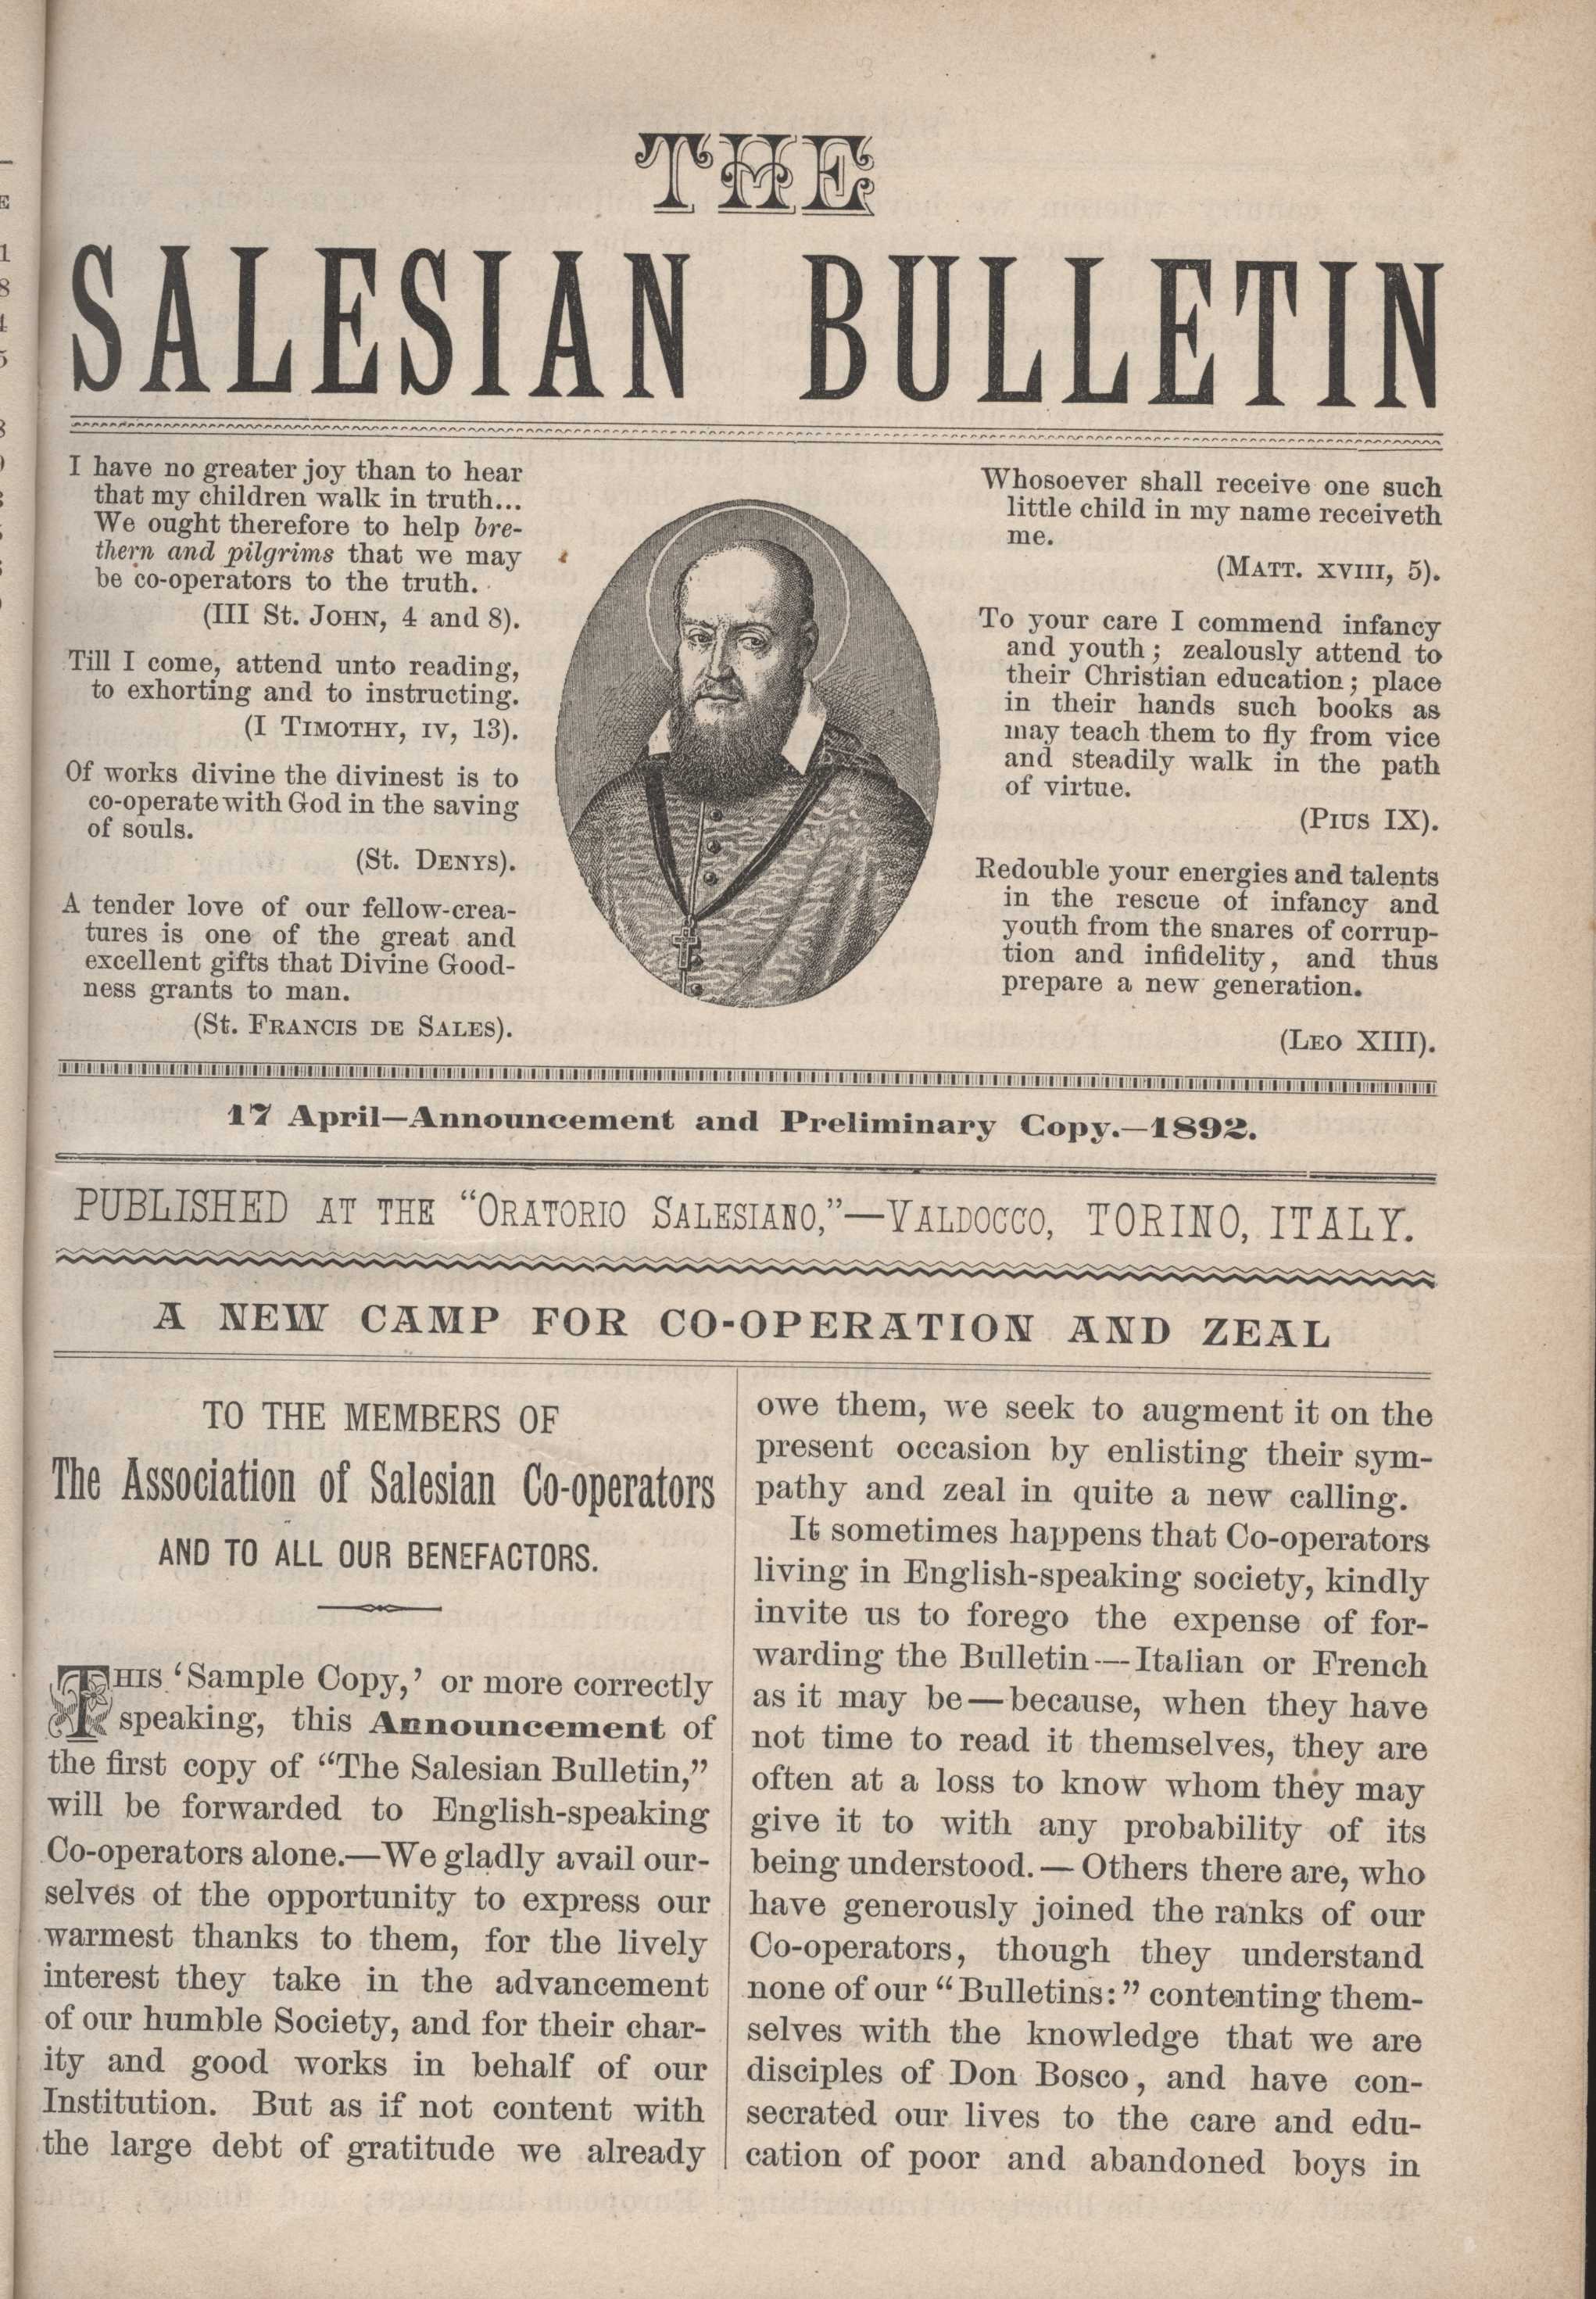 THE
SALESIAN BULLETIN
I have no greater joy than to hear
that my children walk in truth...
We ought therefore to help bre-
thern and pilgrims that we may
be co-operators to the truth.
(III St. JOHN, 4 and 8).
Till I come, attend unto reading,
to exhorting and to instructing.
(I TIMOTHY, IV, 13).
Of works divine the divinest is to
co-operate with God in the saving
of souls.
(St. DENYS).
A tender love of our fellow-crea-
tures is one of the great and
excellent gifts that Divine Good-
ness grants to man.
(St. FRANCIS DE SALES).
Whosoever shall receive one such
little child in my name receiveth
me.
(MATT. XVIII, 5).
To your care I commend infancy
and youth; zealously attend to
their Christian education; place
in their hands such books as
may teach them to fly from vice
and steadily walk in the path
of virtue.
(PIUS IX).
Redouble your energies and talents
in the rescue of infancy and
youth from the snares of corrup-
tion and infidelity, and thus
prepare a new generation.
(LEO XIII).
17 April—Announcement and Preliminary Copy.—1892.
PUBLISHED AT THE "ORATORIO SALESIANO,"—VALDOCCO, TORINO, ITALY.
A NEW CAMP FOR CO-OPERATION AND ZEAL
TO THE MEMBERS OF
The Association of Salesian Co-operators
AND TO ALL OUR BENEFACTORS.
THIS 'Sample Copy,' or more correctly
speaking, this Announcement of
the first copy of "The Salesian Bulletin,"
will be forwarded to English-speaking
Co-operators alone.—We gladly avail our-
selves of the opportunity to express our
warmest thanks to them, for the lively
interest they take in the advancement
of our humble Society, and for their char-
ity and good works in behalf of our
Institution. But as if not content with
the large debt of gratitude we already
owe them, we seek to augment it on the
present occasion by enlisting their sym-
pathy and zeal in quite a new calling.
It sometimes happens that Co-operators
living in English-speaking society, kindly
invite us to forego the expense of for-
warding the Bulletin—Italian or French
as it may be—because, when they have
not time to read it themselves, they are
often at a loss to know whom they may
give it to with any probability of its
being understood.—Others there are, who
have generously joined the ranks of our
Co-operators, though they understand
none of our "Bulletins:" contenting them-
selves with the knowledge that we are
disciples of Don Bosco, and have con-
secrated our lives to the care and edu-
cation of poor and abandoned boys in